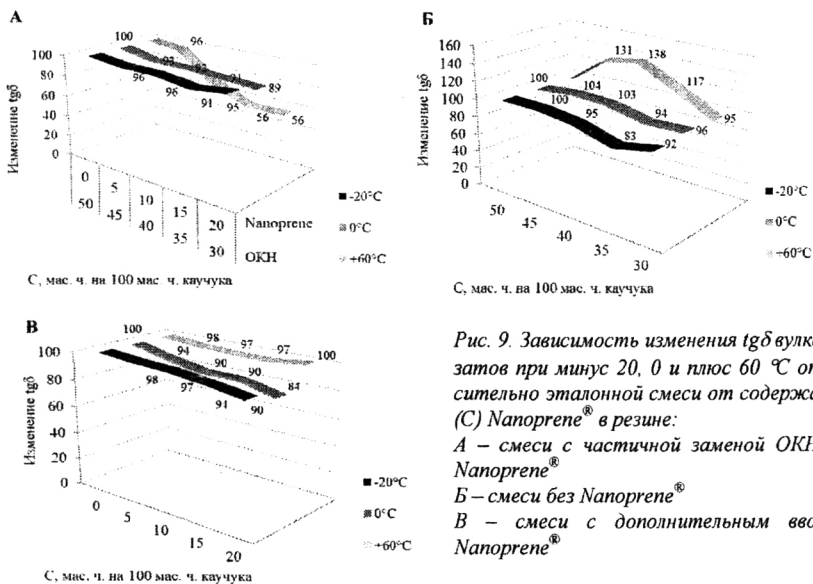 А
Изменение tgδ
100
80
60
40
20
0
100 96
93 93 91 89
96 96 91 95 56 56
0 5 10 15 20 Nanoprene
50 45 40 35 30 ОКН
-20°C
0°C
+60°C
С, мас. ч. на 100 мас. ч. каучука
Б
Изменение tgδ
160
140
120
100
80
60
40
20
0
131 138 117 95
100 104 103 94 96
100 95 83 92
50 45 40 35 30
-20°C
0°C
+60°C
С, мас. ч. на 100 мас. ч. каучука
В
Изменение tgδ
100
80
60
40
20
0
98 97 97 100
100 94 90 90 84
98 97 94 90
0 5 10 15 20
-20°C
0°C
+60°C
С, мас. ч. на 100 мас. ч. каучука
Рис. 9. Зависимость изменения tgδ вулка
затов при минус 20, 0 и плюс 60 °С от
сительно эталонной смеси от содержа
(С) Nanoprene® в резине:
А – смеси с частичной заменой ОКН
Nanoprene®
Б – смеси без Nanoprene®
В – смеси с дополнительным вво
Nanoprene®